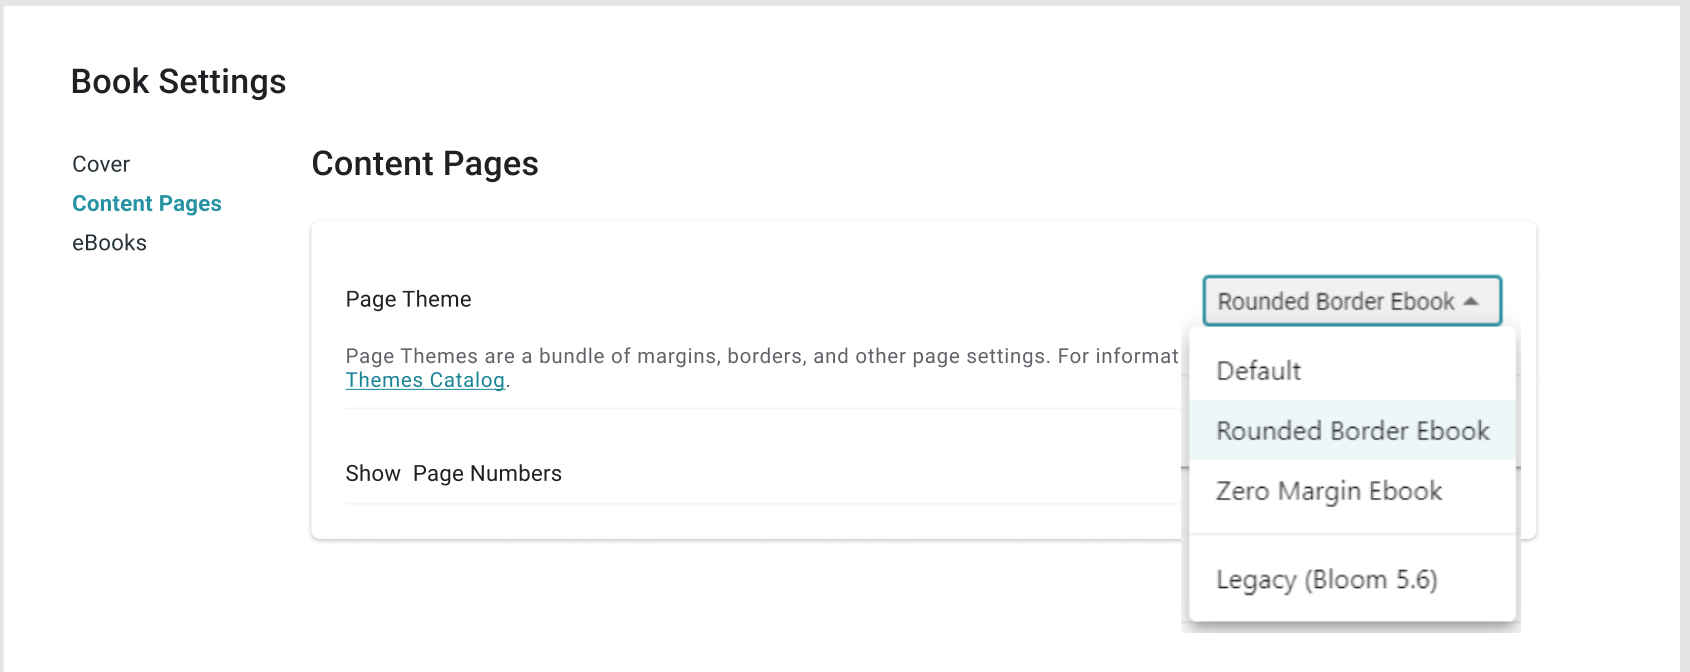 Book Settings
Cover
Content Pages
eBooks
Content Pages
Page Theme
Rounded Border Ebook
Page Themes are a bundle of margins, borders, and other page settings. For
Themes Catalog.
Show  Page Numbers
Default
Rounded Border Ebook
Zero Margin Ebook
Legacy (Bloom 5.6)